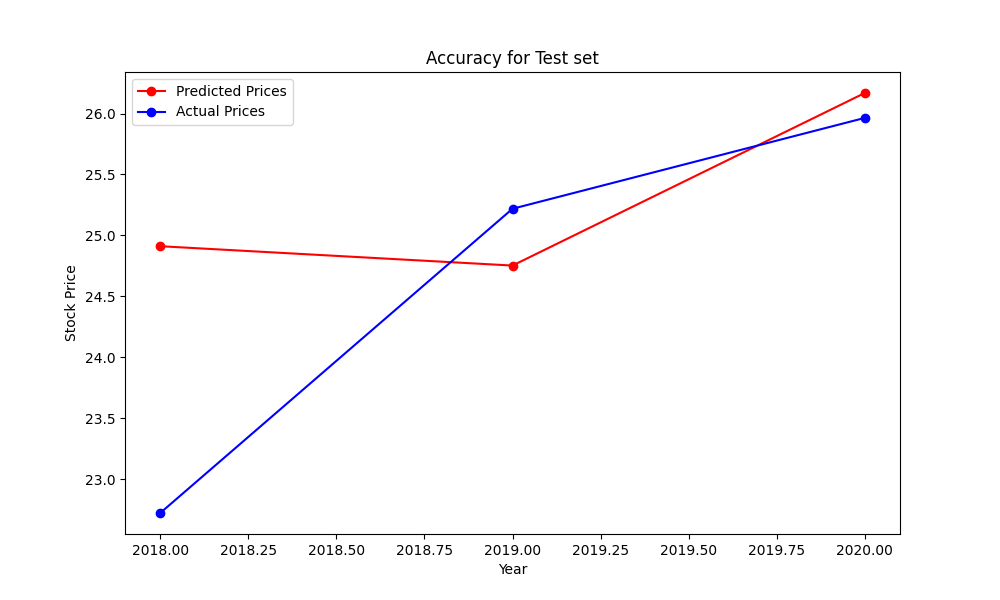 Accuracy for Test set
Predicted Prices
Actual Prices
26.0
25.5
25.0
24.5
24.0
23.5
23.0
Stock Price
2018.00 2018.25 2018.50 2018.75 2019.00 2019.25 2019.50 2019.75 2020.00
Year